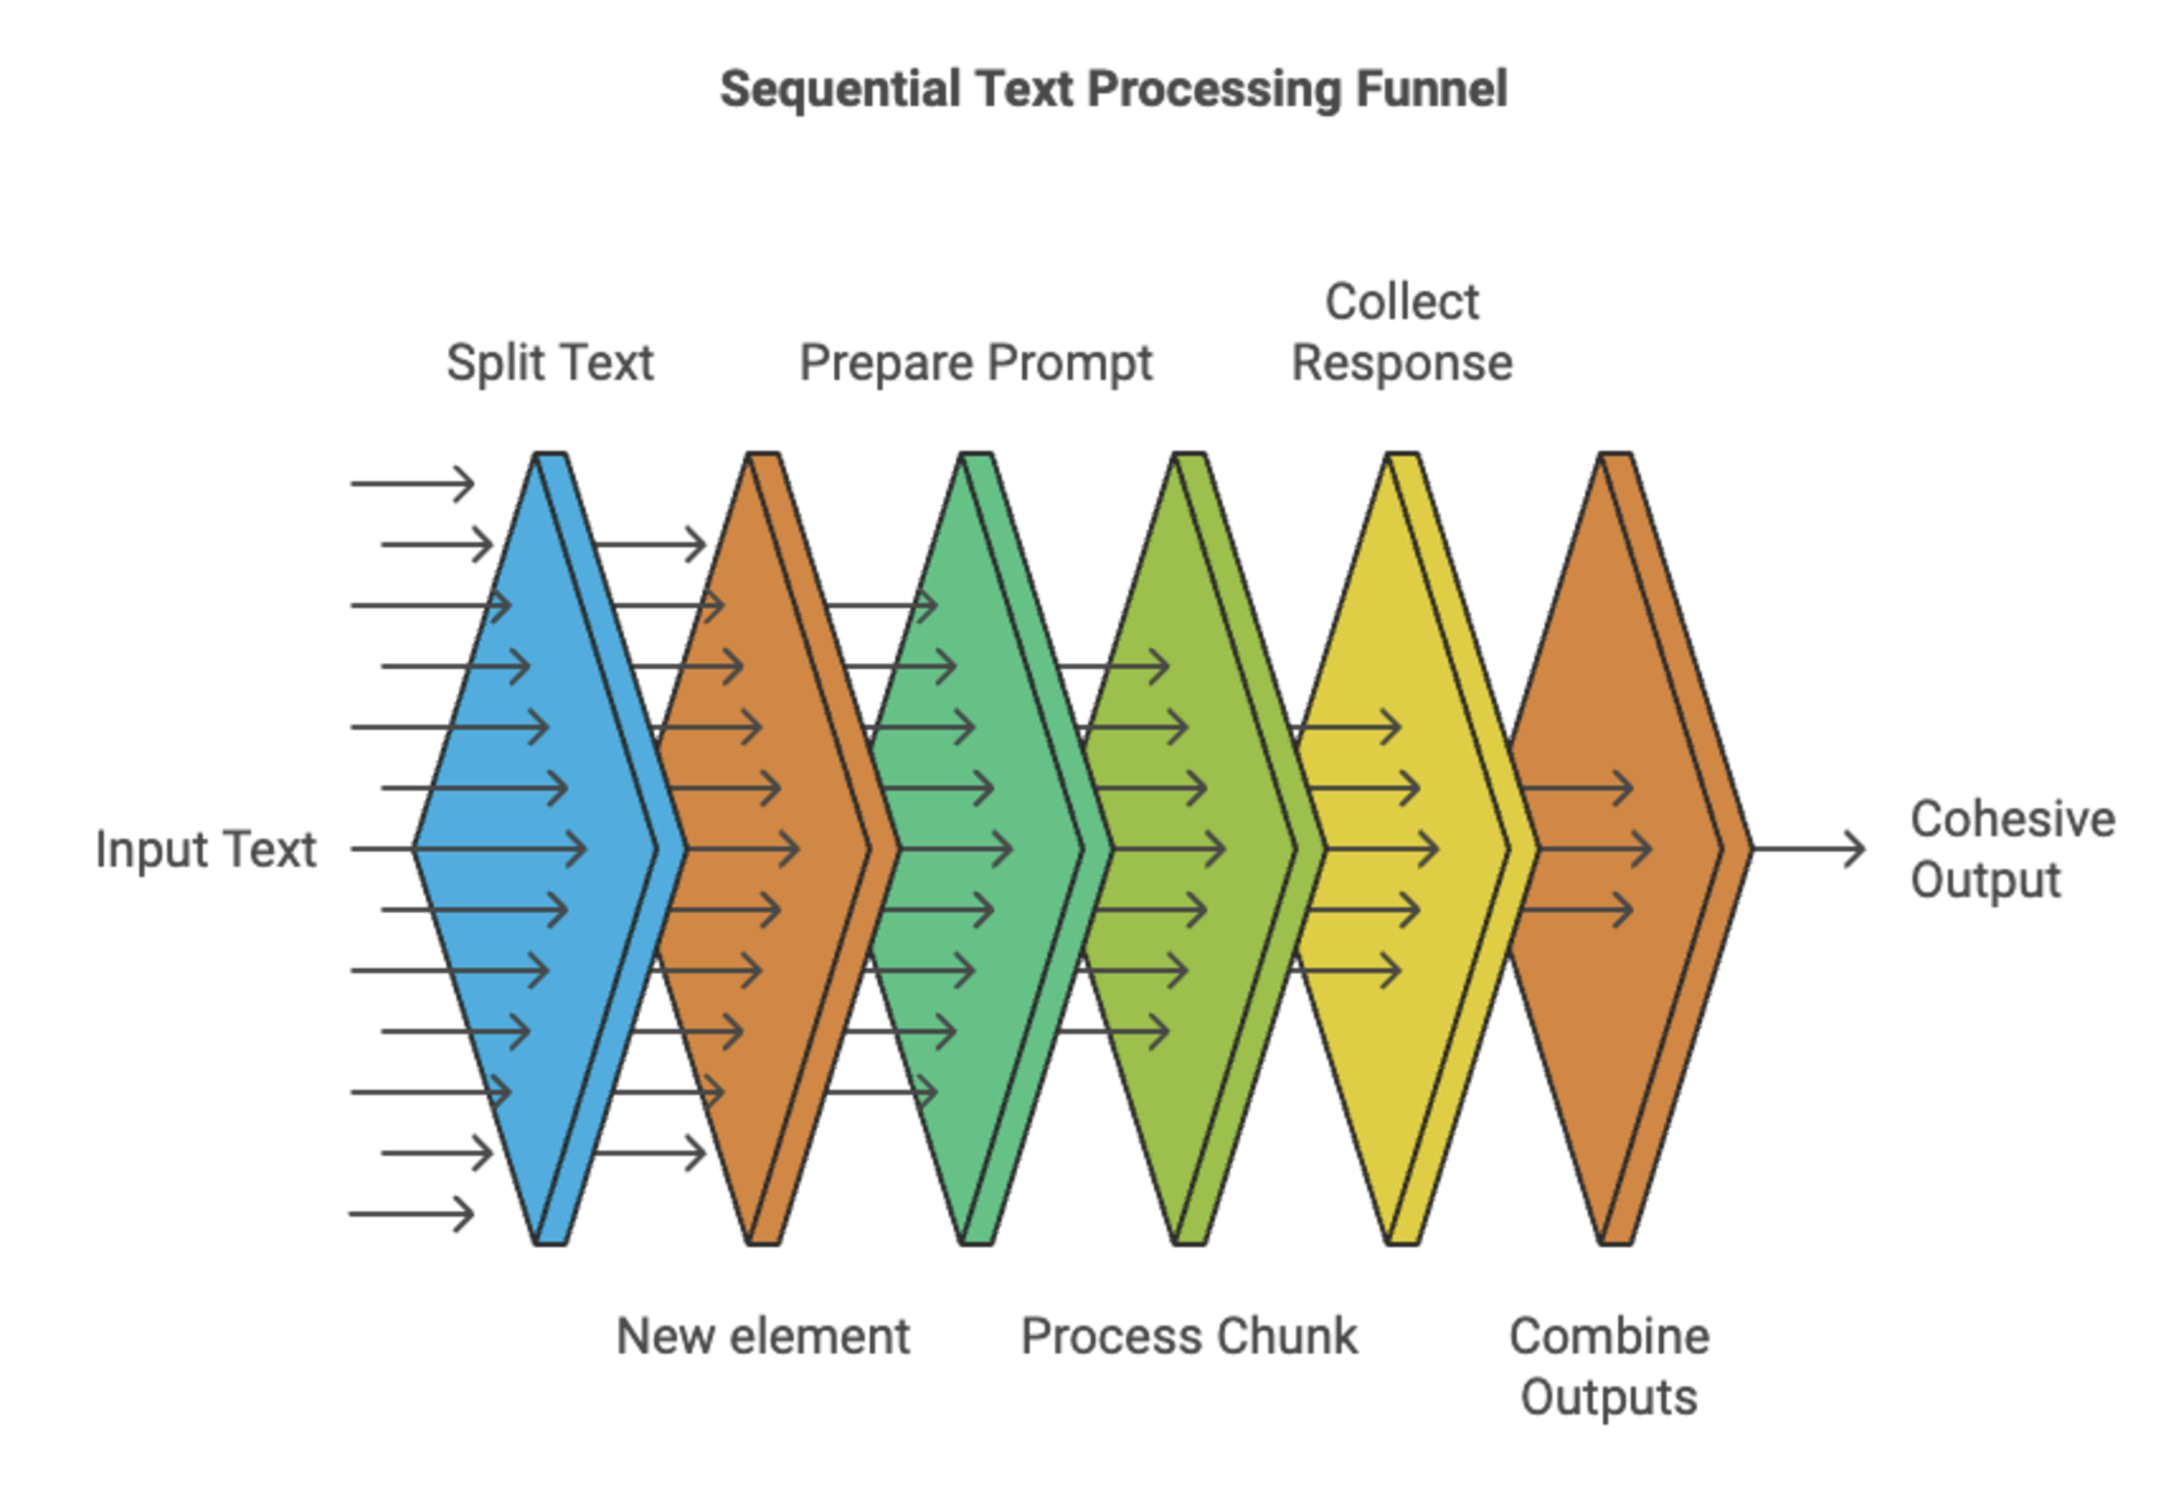 Sequential Text Processing Funnel
Collect
Response
Split Text
Prepare Prompt
Input Text
Cohesive
Output
New element
Process Chunk
Combine
Outputs